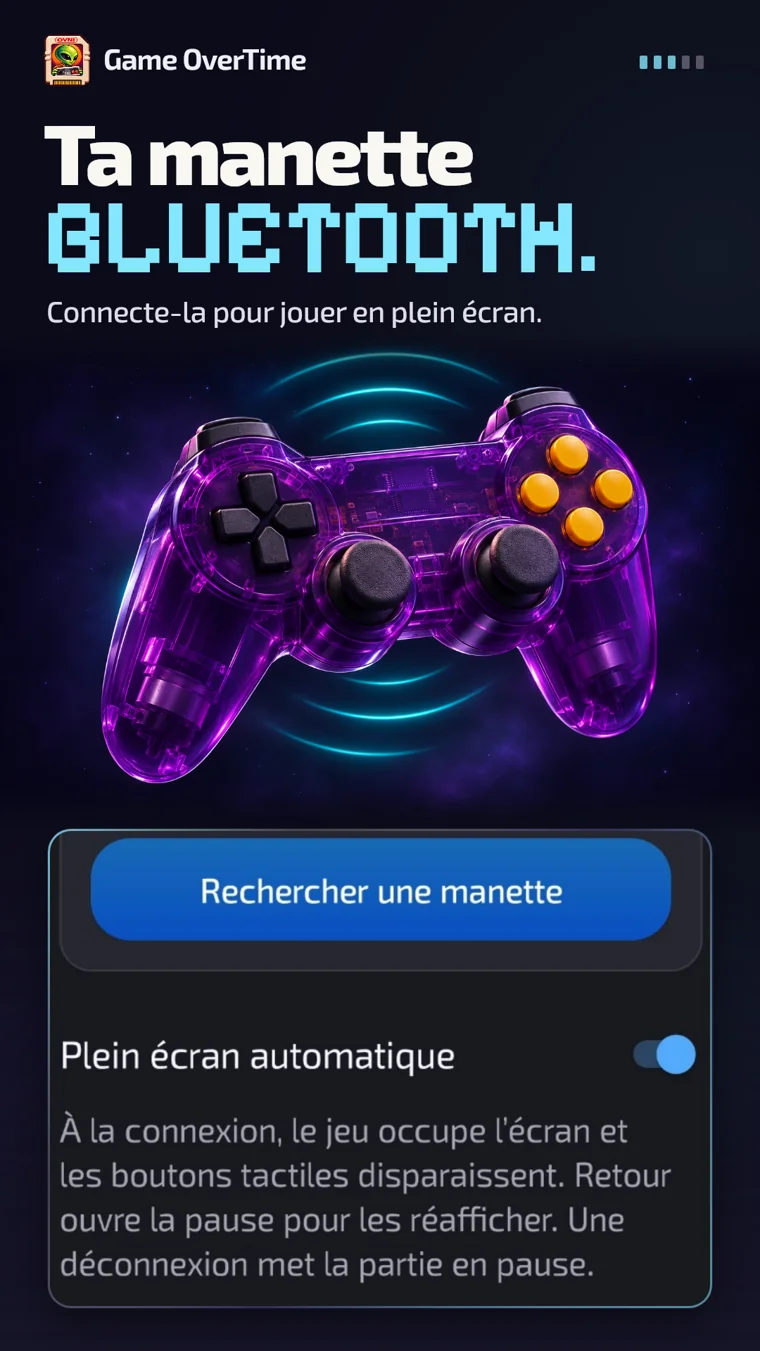 OVNI
Game OverTime
Ta manette
BLUETOOTH.
Connecte-la pour jouer en plein écran.
Rechercher une manette
Plein écran automatique
À la connexion, le jeu occupe l'écran et
les boutons tactiles disparaissent. Retour
ouvre la pause pour les réafficher. Une
déconnexion met la partie en pause.